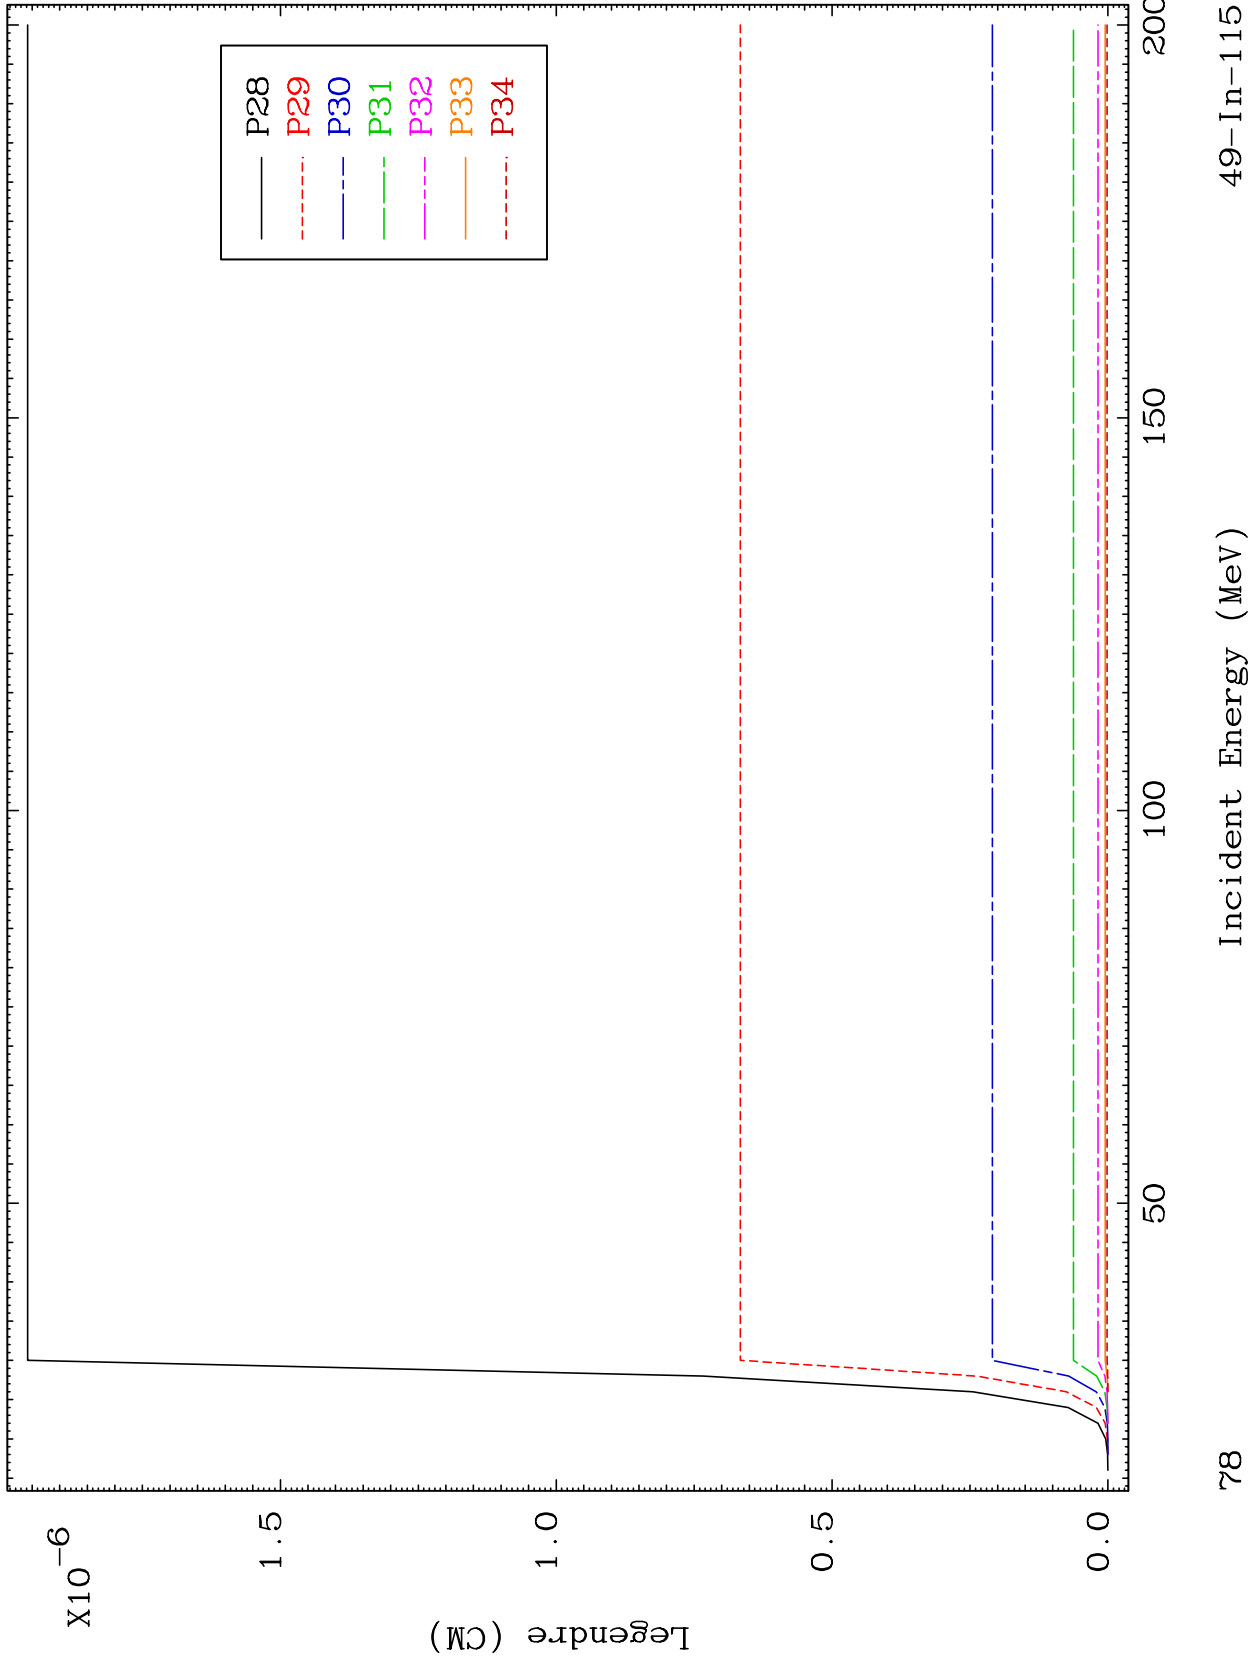 X10-6
1.5
1.0
0.5
0.0
Legendre (CM)
P28
P29
P30
P31
P32
P33
P34
50
100
150
200
Incident Energy (MeV)
78
49-In-115